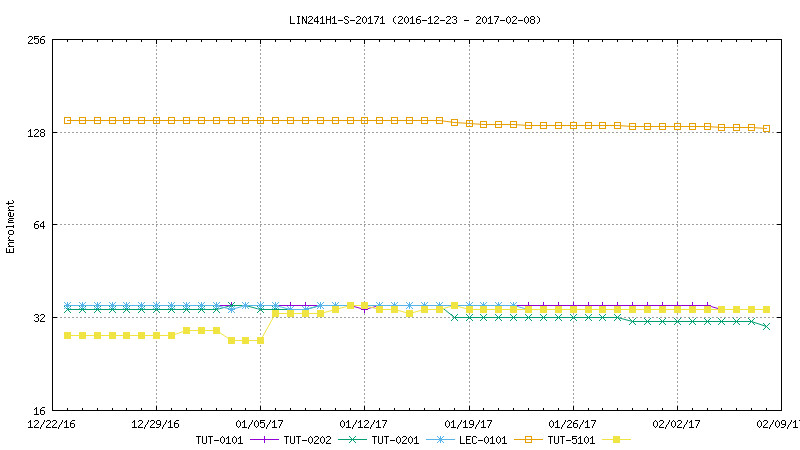 LIN241H1-S-20171 (2016-12-23 - 2017-02-08)
256
128
64
32
16
Enrolment
12/22/16 12/29/16 01/05/17 01/12/17 01/19/17 01/26/17 02/02/17 02/09/1
TUT-0101 TUT-0202 TUT-0201 LEC-0101 TUT-5101